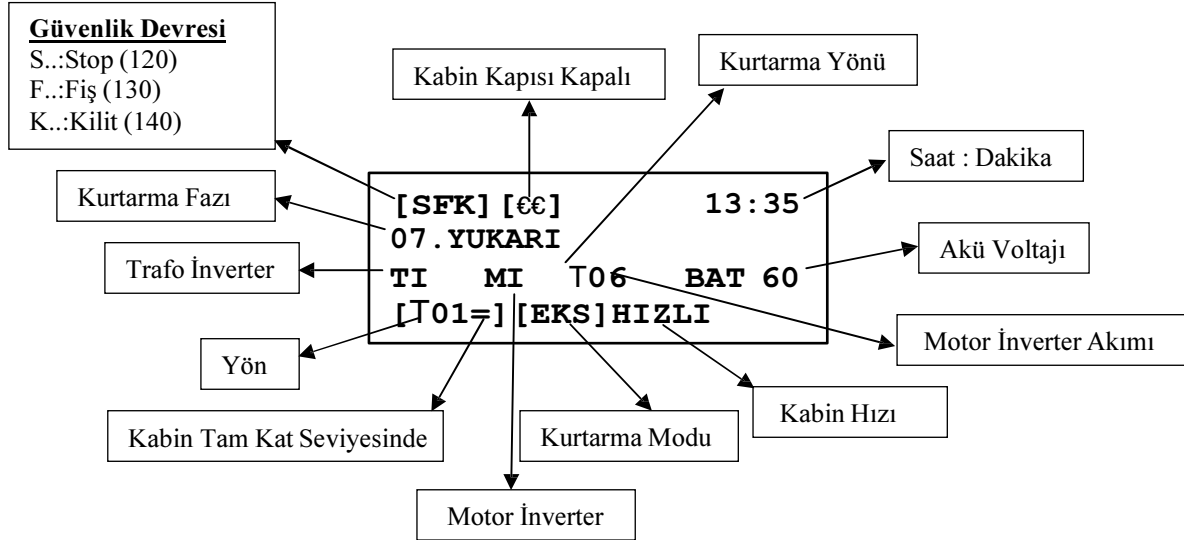 Güvenlik Devresi
S..:Stop (120)
F..:Fiş (130)
K..:Kilit (140)
Kabin Kapısı Kapalı
Kurtarma Yönü
Saat : Dakika
Kurtarma Fazı
Trafo İnverter
Akü Voltajı
[SFK][€€] 13:35
07.YUKARI
TI MI T06 BAT 60
[T01=][EKS]HIZLI
Yön
Motor İnverter Akımı
Kabin Hızı
Kabin Tam Kat Seviyesinde
Kurtarma Modu
Motor İnverter